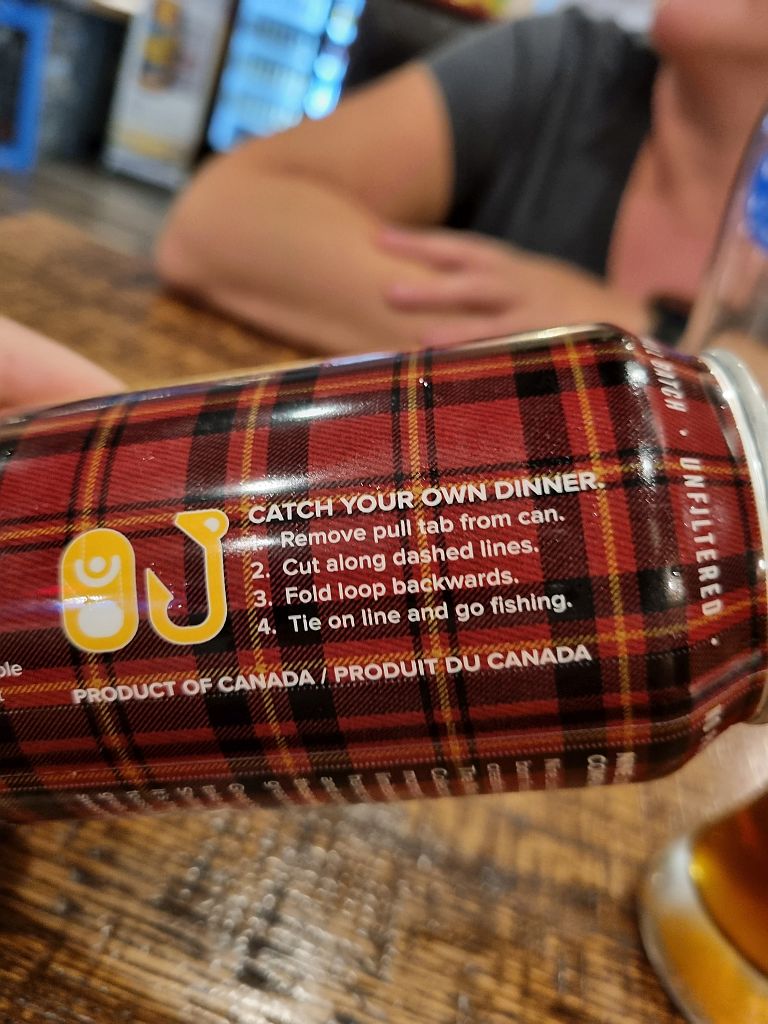 CATCH YOUR OWN DINNER.
1. Remove pull tab from can.
2. Cut along dashed lines.
3. Fold loop backwards.
4. Tie on line and go fishing.
PRODUCT OF CANADA / PRODUIT DU CANADA
• UNFILTERED •